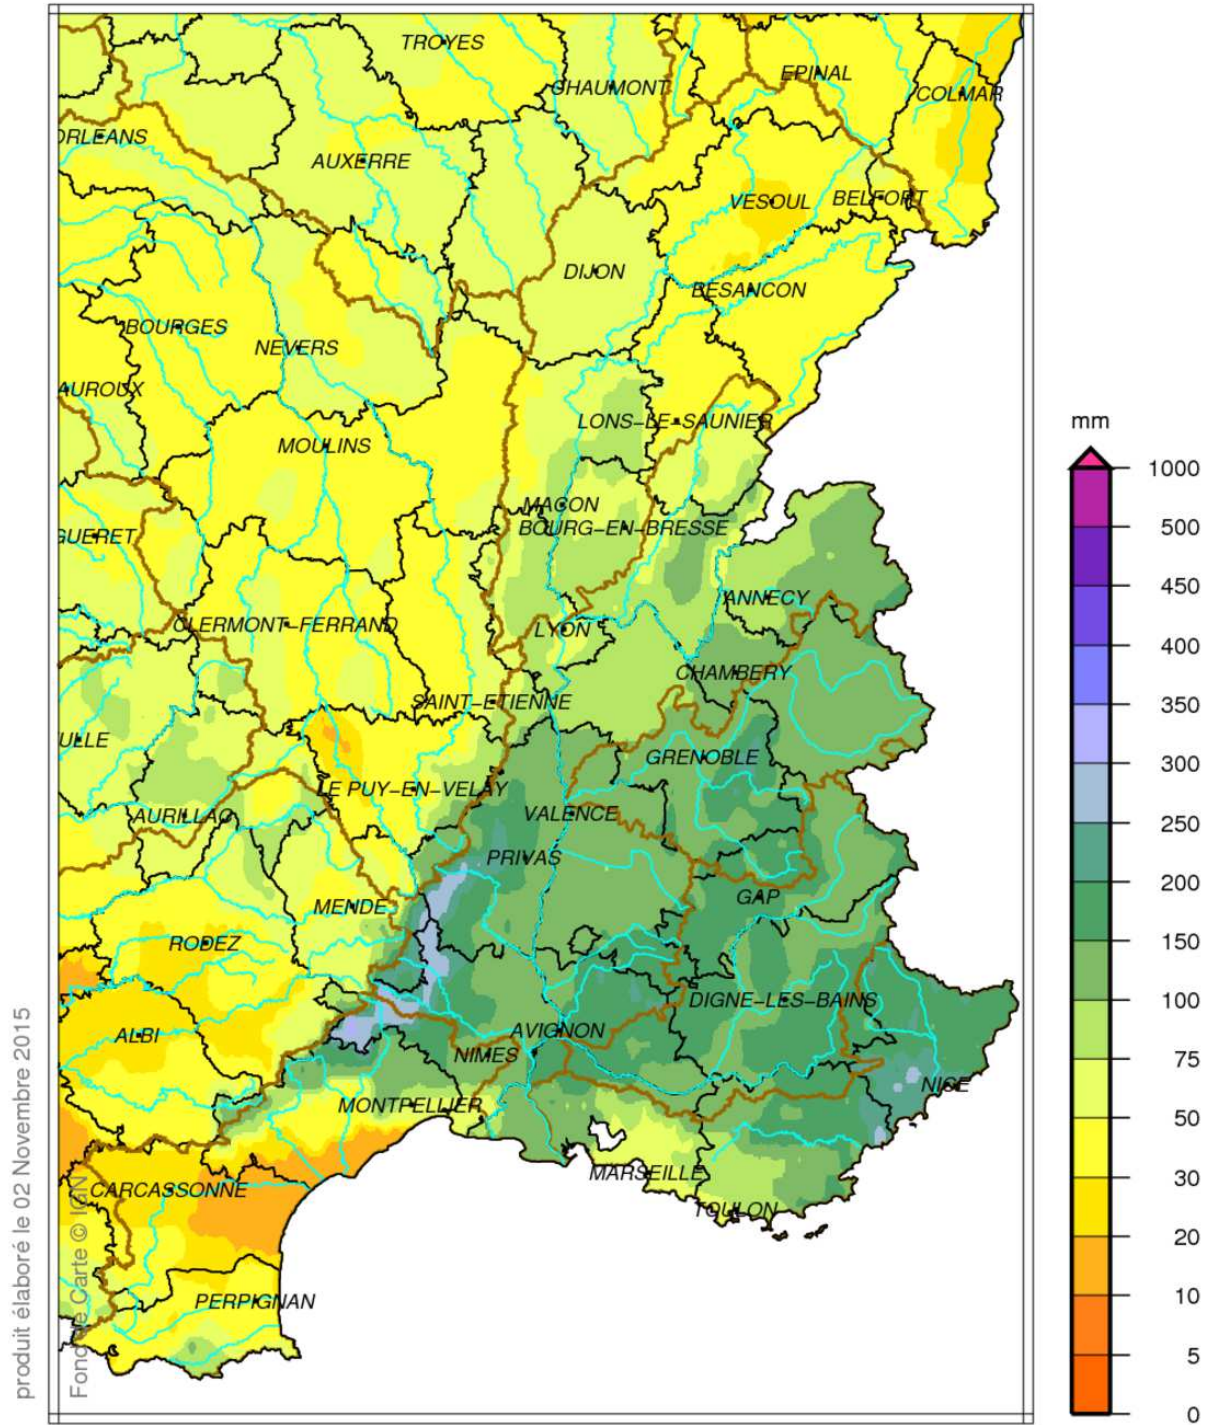 TROYES
CHAUMONT
EPINAL
COLMAR
ORLEANS
AUXERRE
VESOUL
BELFORT
DIJON
BESANCON
BOURGES
NEVERS
AUROUX
LONS-LE-SAUNIER
MOULINS
MACON
BOURG-EN-BRESSE
GUERET
ANNECY
CLERMONT-FERRAND
LYON
CHAMBERY
SAINT-ETIENNE
ULLE
GRENOBLE
LE PUY-EN-VELAY
AURILLAC
VALENCE
PRIVAS
MENDE
GAP
RODEZ
DIGNE-LES-BAINS
ALBI
AVIGNON
NIMES
NICE
MONTPELLIER
MARSEILLE
CARCASSONNE
TOULON
PERPIGNAN
mm
1000
500
450
400
350
300
250
200
150
100
75
50
30
20
10
5
0
produit élaboré le 02 Novembre 2015
Fond de Carte © IGN